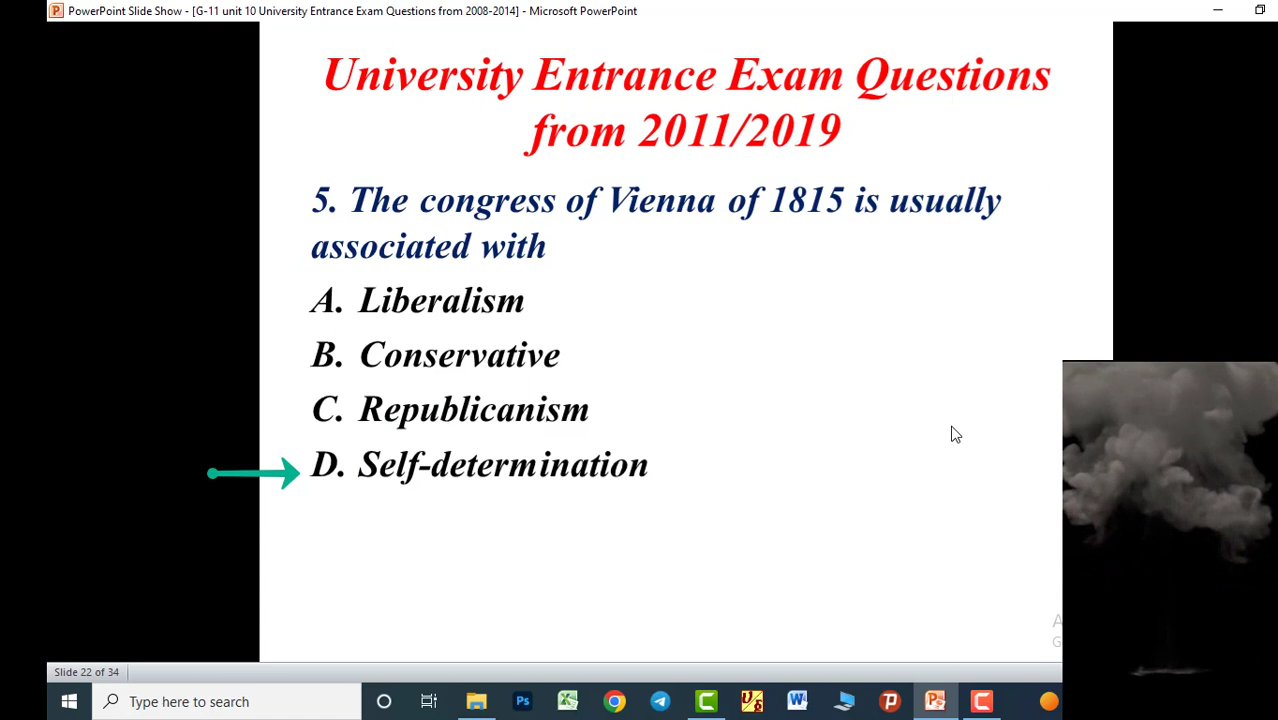 PowerPoint Slide Show - [G-11 unit 10 University Entrance Exam Questions from 2008-2014] - Microsoft PowerPoint
University Entrance Exam Questions
from 2011/2019
5. The congress of Vienna of 1815 is usually
associated with
A. Liberalism
B. Conservative
C. Republicanism
D. Self-determination
Slide 22 of 34
Type here to search